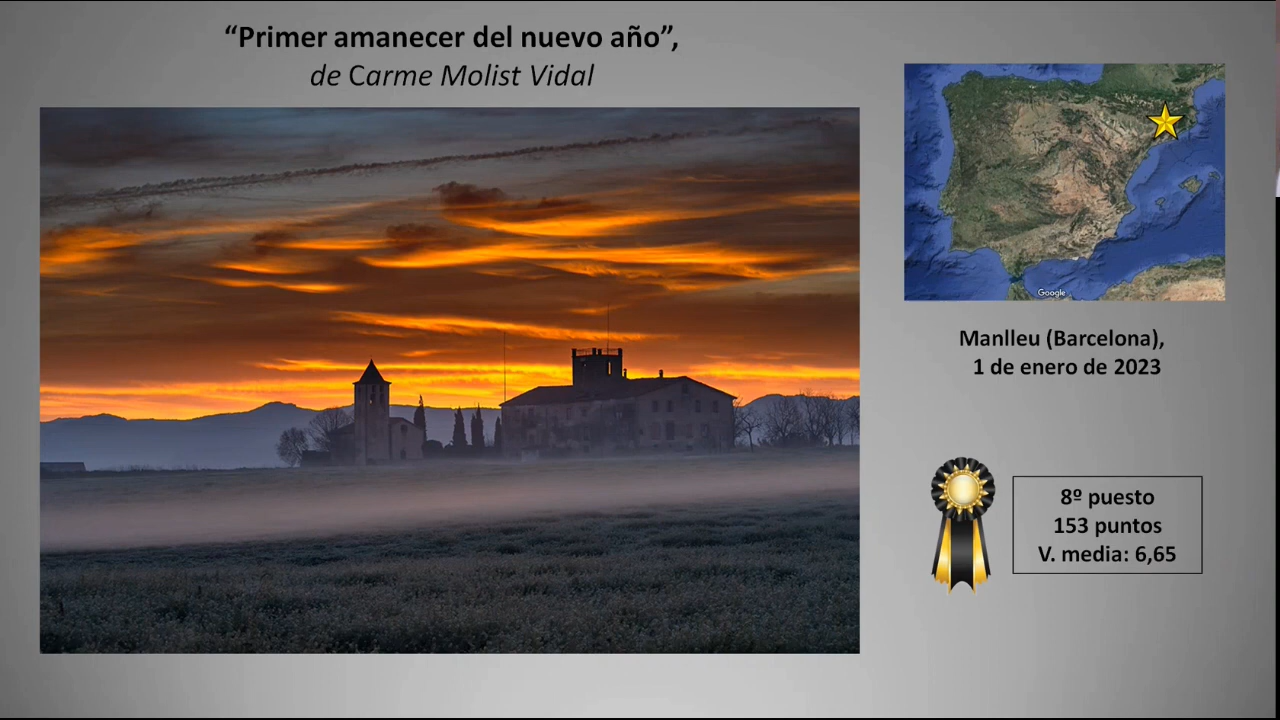 “Primer amanecer del nuevo año”,
de Carme Molist Vidal
Google
Manlleu (Barcelona),
1 de enero de 2023
8º puesto
153 puntos
V. media: 6,65